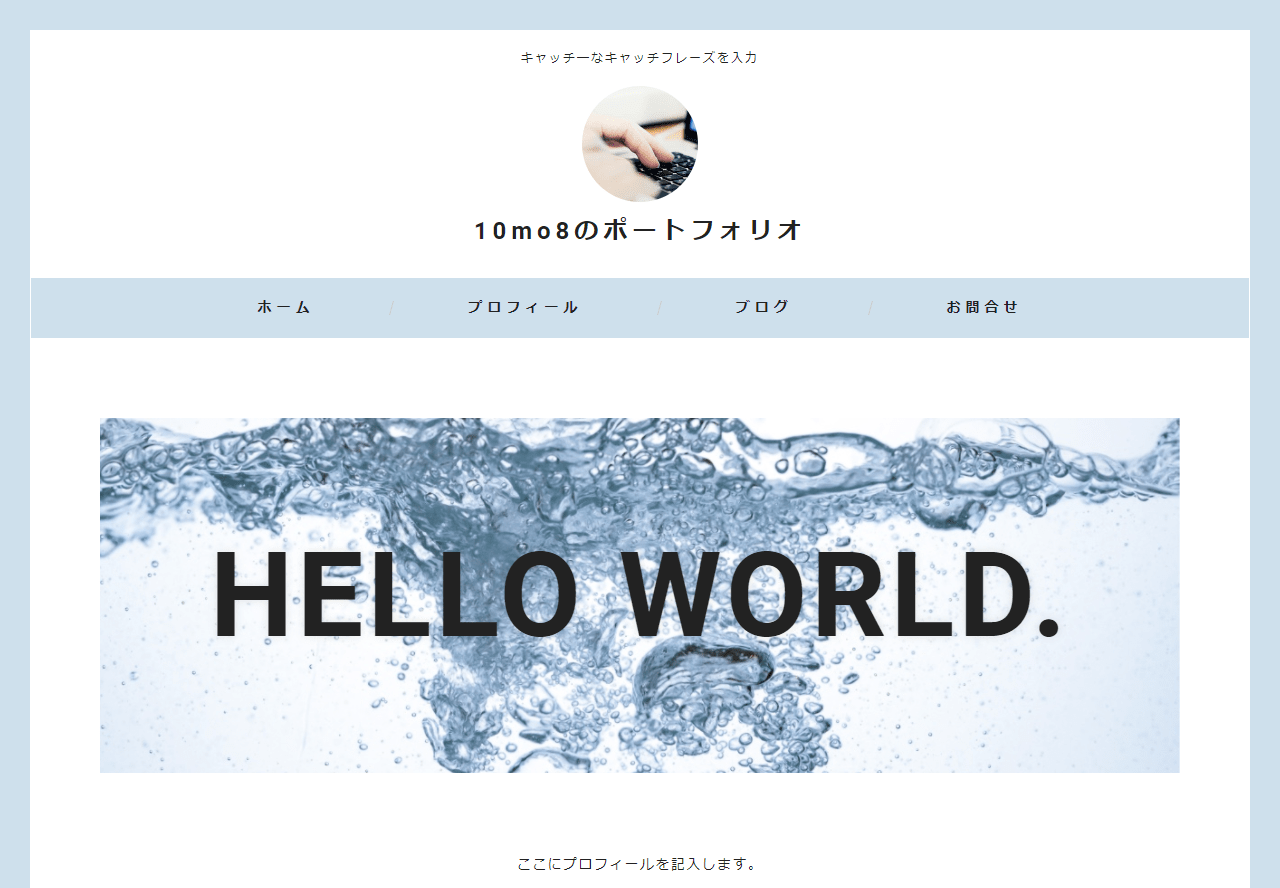 キャッチーなキャッチフレーズを入力
10mo8のポートフォリオ
ホーム / プロフィール / ブログ / お問合せ
HELLO WORLD.
ここにプロフィールを記入します。